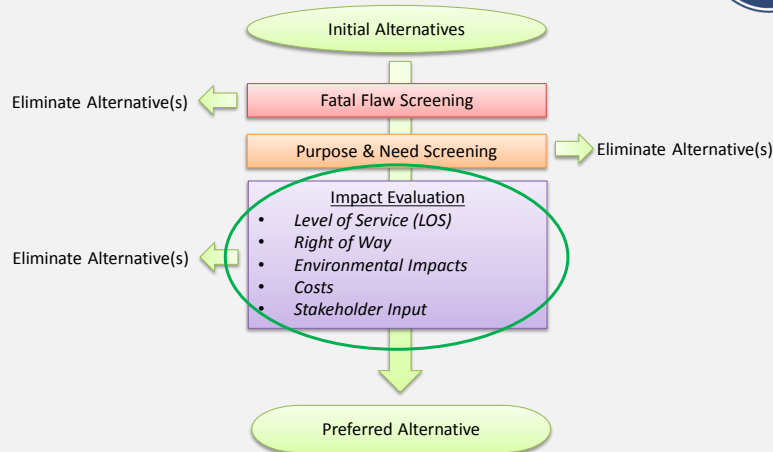 Initial Alternatives
Eliminate Alternative(s)
Fatal Flaw Screening
Purpose & Need Screening
Eliminate Alternative(s)
Impact Evaluation
• Level of Service (LOS)
• Right of Way
Eliminate Alternative(s)
• Environmental Impacts
• Costs
• Stakeholder Input
Preferred Alternative